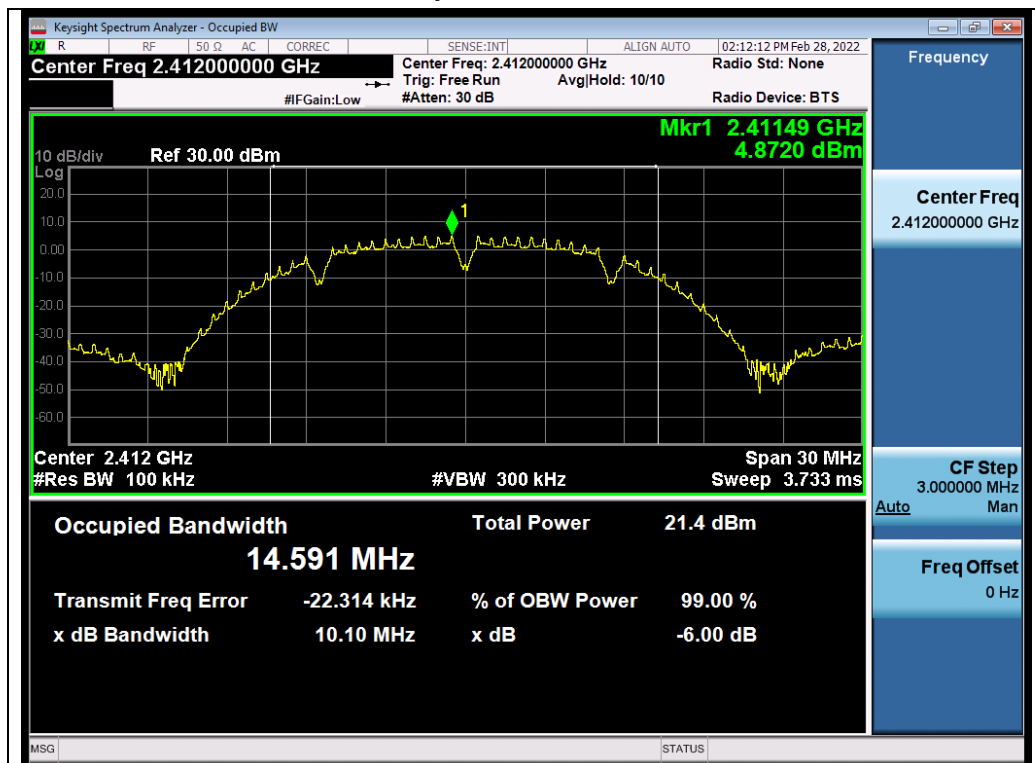 Keysight Spectrum Analyzer - Occupied BW
LXI R RF 50 Ω AC CORREC SENSE:INT ALIGN AUTO 02:12:12 PM Feb 28, 2022
Center Freq 2.412000000 GHz
Center Freq: 2.412000000 GHz Radio Std: None
Trig: Free Run Avg|Hold: 10/10
#IFGain:Low #Atten: 30 dB Radio Device: BTS
Mkr1 2.41149 GHz
4.8720 dBm
10 dB/div Ref 30.00 dBm
Log
20.0
10.0
0.00
-10.0
-20.0
-30.0
-40.0
-50.0
-60.0
1
Center 2.412 GHz Span 30 MHz
#Res BW 100 kHz #VBW 300 kHz Sweep 3.733 ms
Occupied Bandwidth Total Power 21.4 dBm
14.591 MHz
Transmit Freq Error -22.314 kHz % of OBW Power 99.00 %
x dB Bandwidth 10.10 MHz x dB -6.00 dB
Frequency
Center Freq
2.412000000 GHz
CF Step
3.000000 MHz
Auto Man
Freq Offset
0 Hz
MSG STATUS